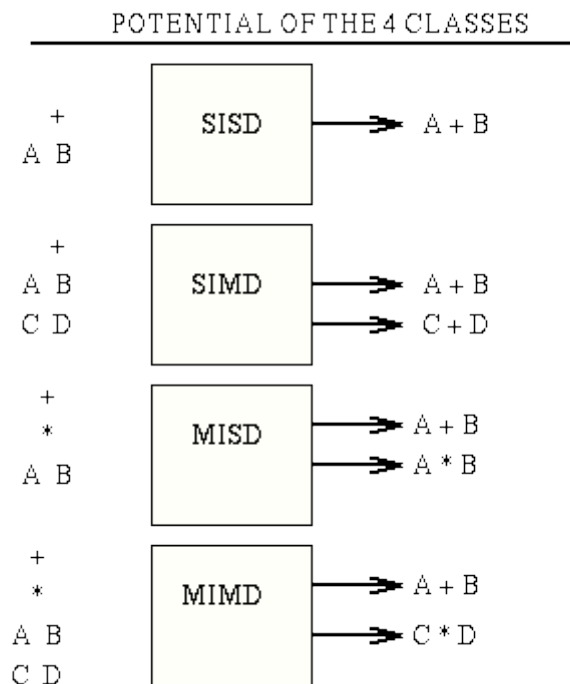 POTENTIAL OF THE 4 CLASSES
+
A B
SISD
A + B
+
A B
C D
SIMD
A + B
C + D
+
*
A B
MISD
A + B
A * B
+
*
A B
C D
MIMD
A + B
C * D